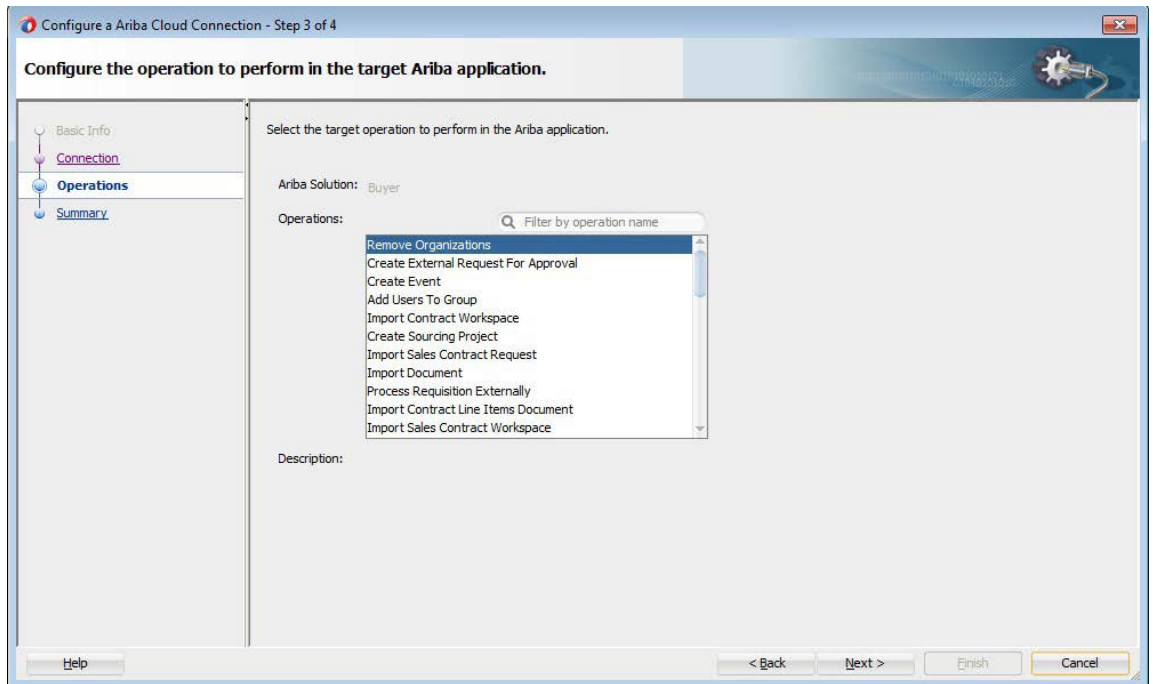 Configure a Ariba Cloud Connection - Step 3 of 4
Configure the operation to perform in the target Ariba application.
Basic Info
Connection
Operations
Summary
Select the target operation to perform in the Ariba application.
Ariba Solution: Buyer
Operations:
Filter by operation name
Remove Organizations
Create External Request For Approval
Create Event
Add Users To Group
Import Contract Workspace
Create Sourcing Project
Import Sales Contract Request
Import Document
Process Requisition Externally
Import Contract Line Items Document
Import Sales Contract Workspace
Description:
Help
< Back
Next >
Finish
Cancel